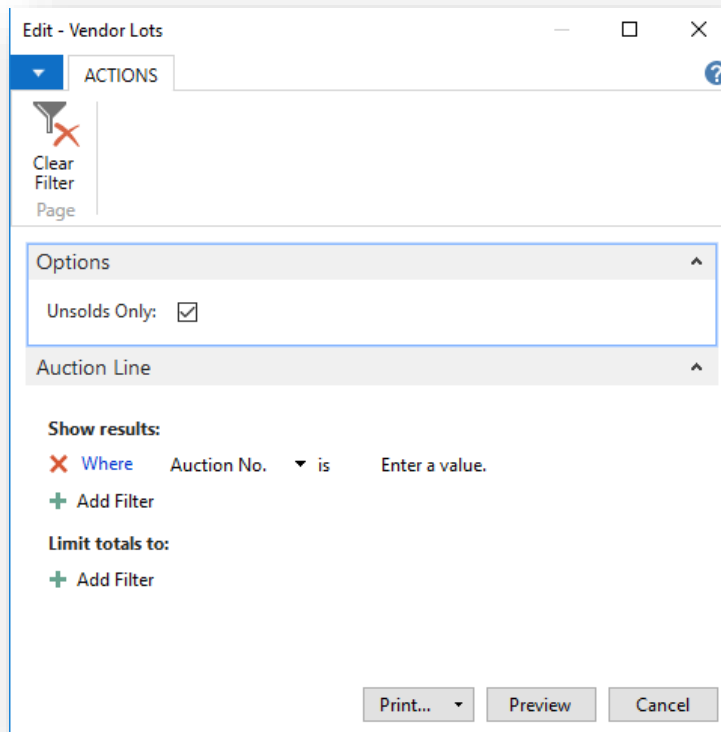 Edit - Vendor Lots
ACTIONS
?
Clear
Filter
Page
Options
Unsolds Only:
Auction Line
Show results:
Where Auction No. is Enter a value.
Add Filter
Limit totals to:
Add Filter
Print... Preview Cancel